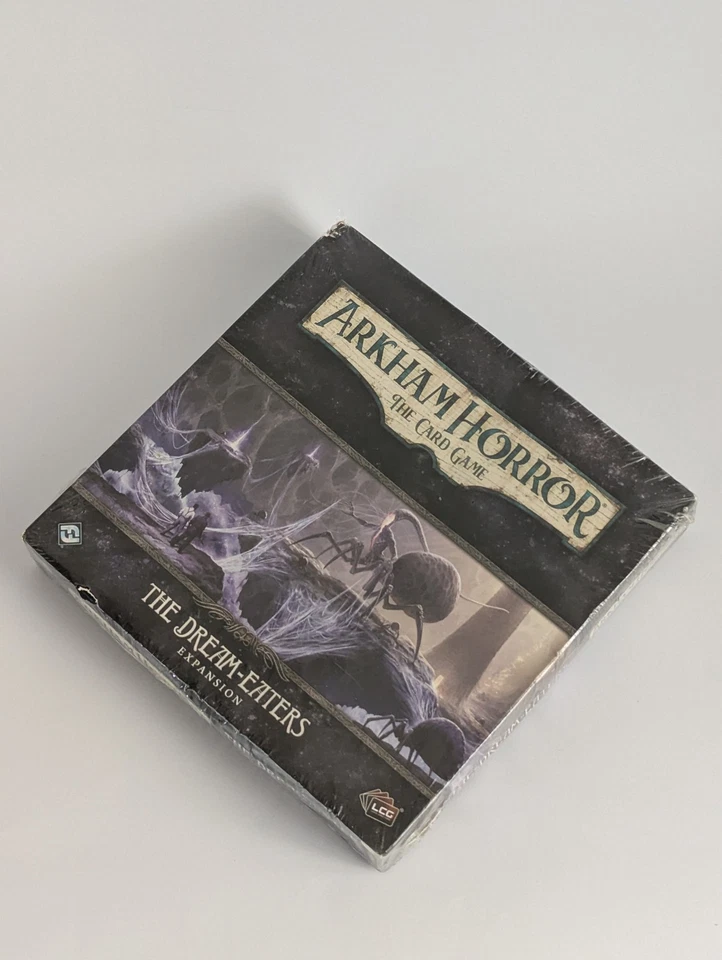 ARKHAM HORROR
THE CARD GAME
THE DREAM-EATERS
EXPANSION
LCG